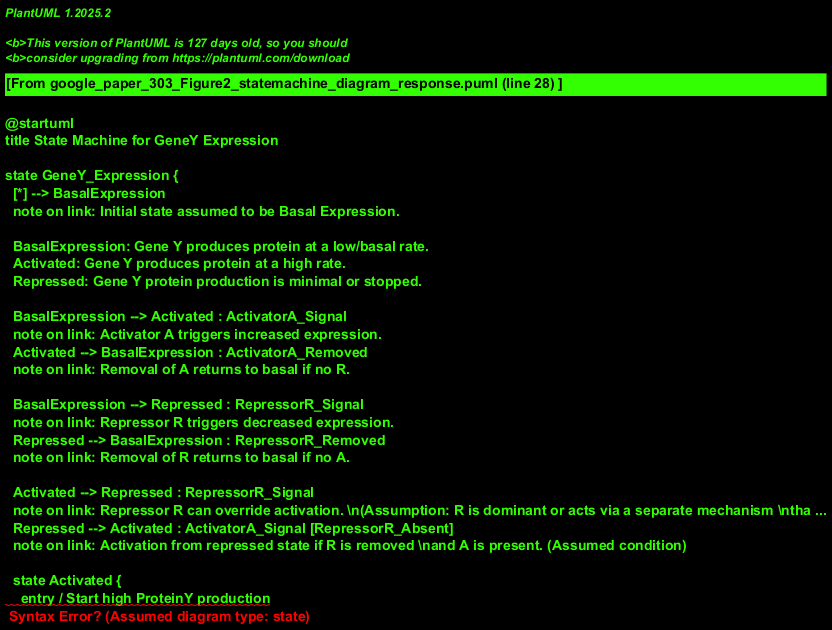 PlantUML 1.2025.2
<b>This version of PlantUML is 127 days old, so you should
<b>consider upgrading from https://plantuml.com/download
[From google_paper_303_Figure2_statemachine_diagram_response.puml (line 28) ]
@startuml
title State Machine for GeneY Expression
state GeneY_Expression {
[*] --> BasalExpression
note on link: Initial state assumed to be Basal Expression.
BasalExpression: Gene Y produces protein at a low/basal rate.
Activated: Gene Y produces protein at a high rate.
Repressed: Gene Y protein production is minimal or stopped.
BasalExpression --> Activated : ActivatorA_Signal
note on link: Activator A triggers increased expression.
Activated --> BasalExpression : ActivatorA_Removed
note on link: Removal of A returns to basal if no R.
BasalExpression --> Repressed : RepressorR_Signal
note on link: Repressor R triggers decreased expression.
Repressed --> BasalExpression : RepressorR_Removed
note on link: Removal of R returns to basal if no A.
Activated --> Repressed : RepressorR_Signal
note on link: Repressor R can override activation. \n(Assumption: R is dominant or acts via a separate mechanism \ntha ...
Repressed --> Activated : ActivatorA_Signal [RepressorR_Absent]
note on link: Activation from repressed state if R is removed \nand A is present. (Assumed condition)
state Activated {
entry / Start high ProteinY production
Syntax Error? (Assumed diagram type: state)